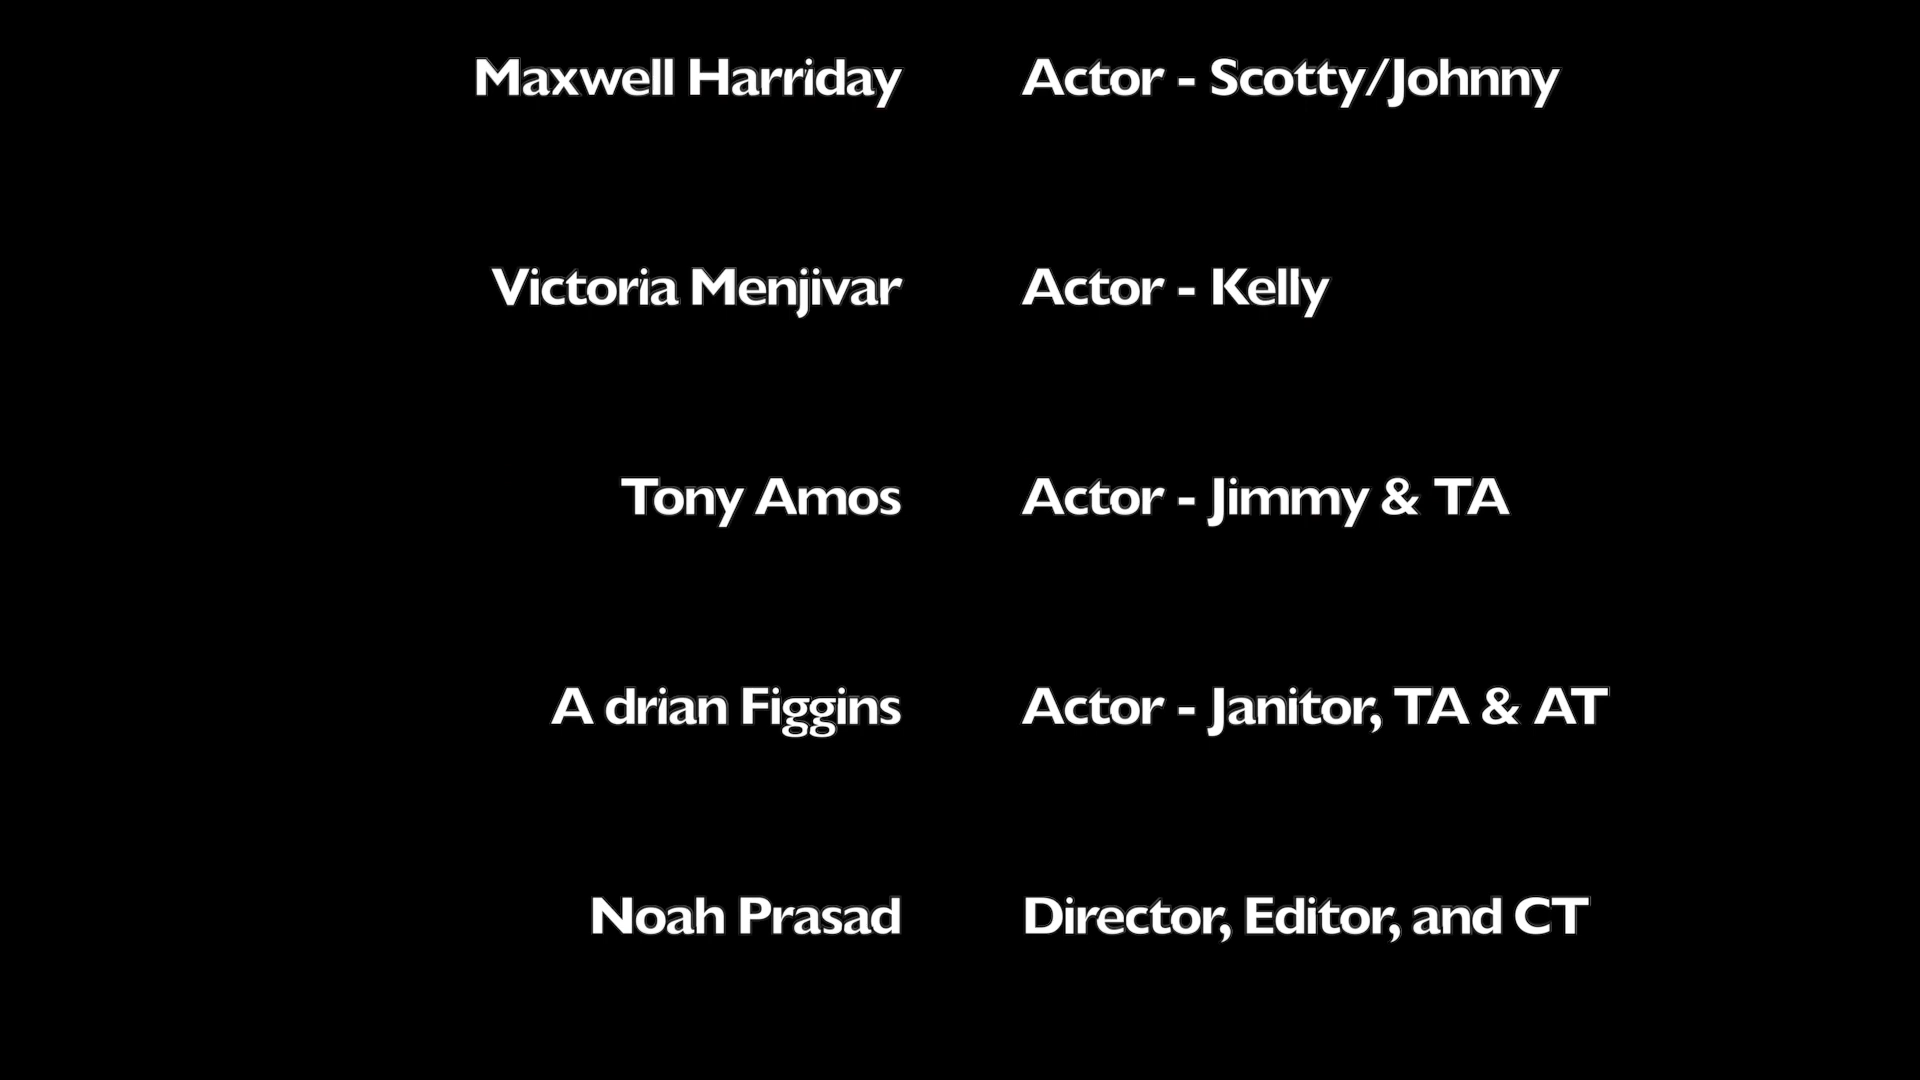 Maxwell Harriday Actor - Scotty/Johnny
Victoria Menjivar Actor - Kelly
Tony Amos Actor - Jimmy & TA
A drian Figgins Actor - Janitor, TA & AT
Noah Prasad Director, Editor, and CT